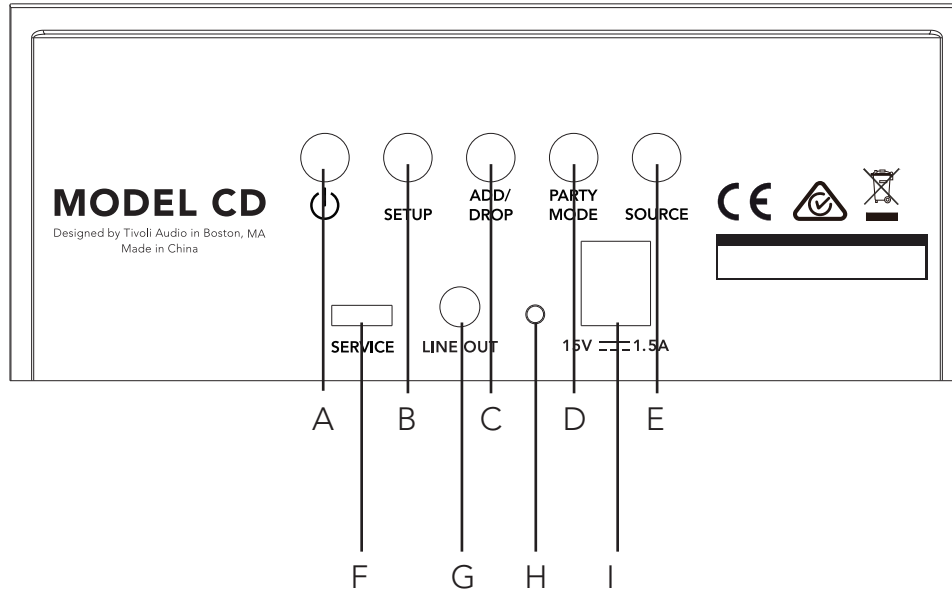 MODEL CD
Designed by Tivoli Audio in Boston, MA
Made in China
SETUP
ADD/
DROP
PARTY
MODE
SOURCE
CE
SERVICE
LINE OUT
15V 1.5A
A
B
C
D
E
F
G
H
I